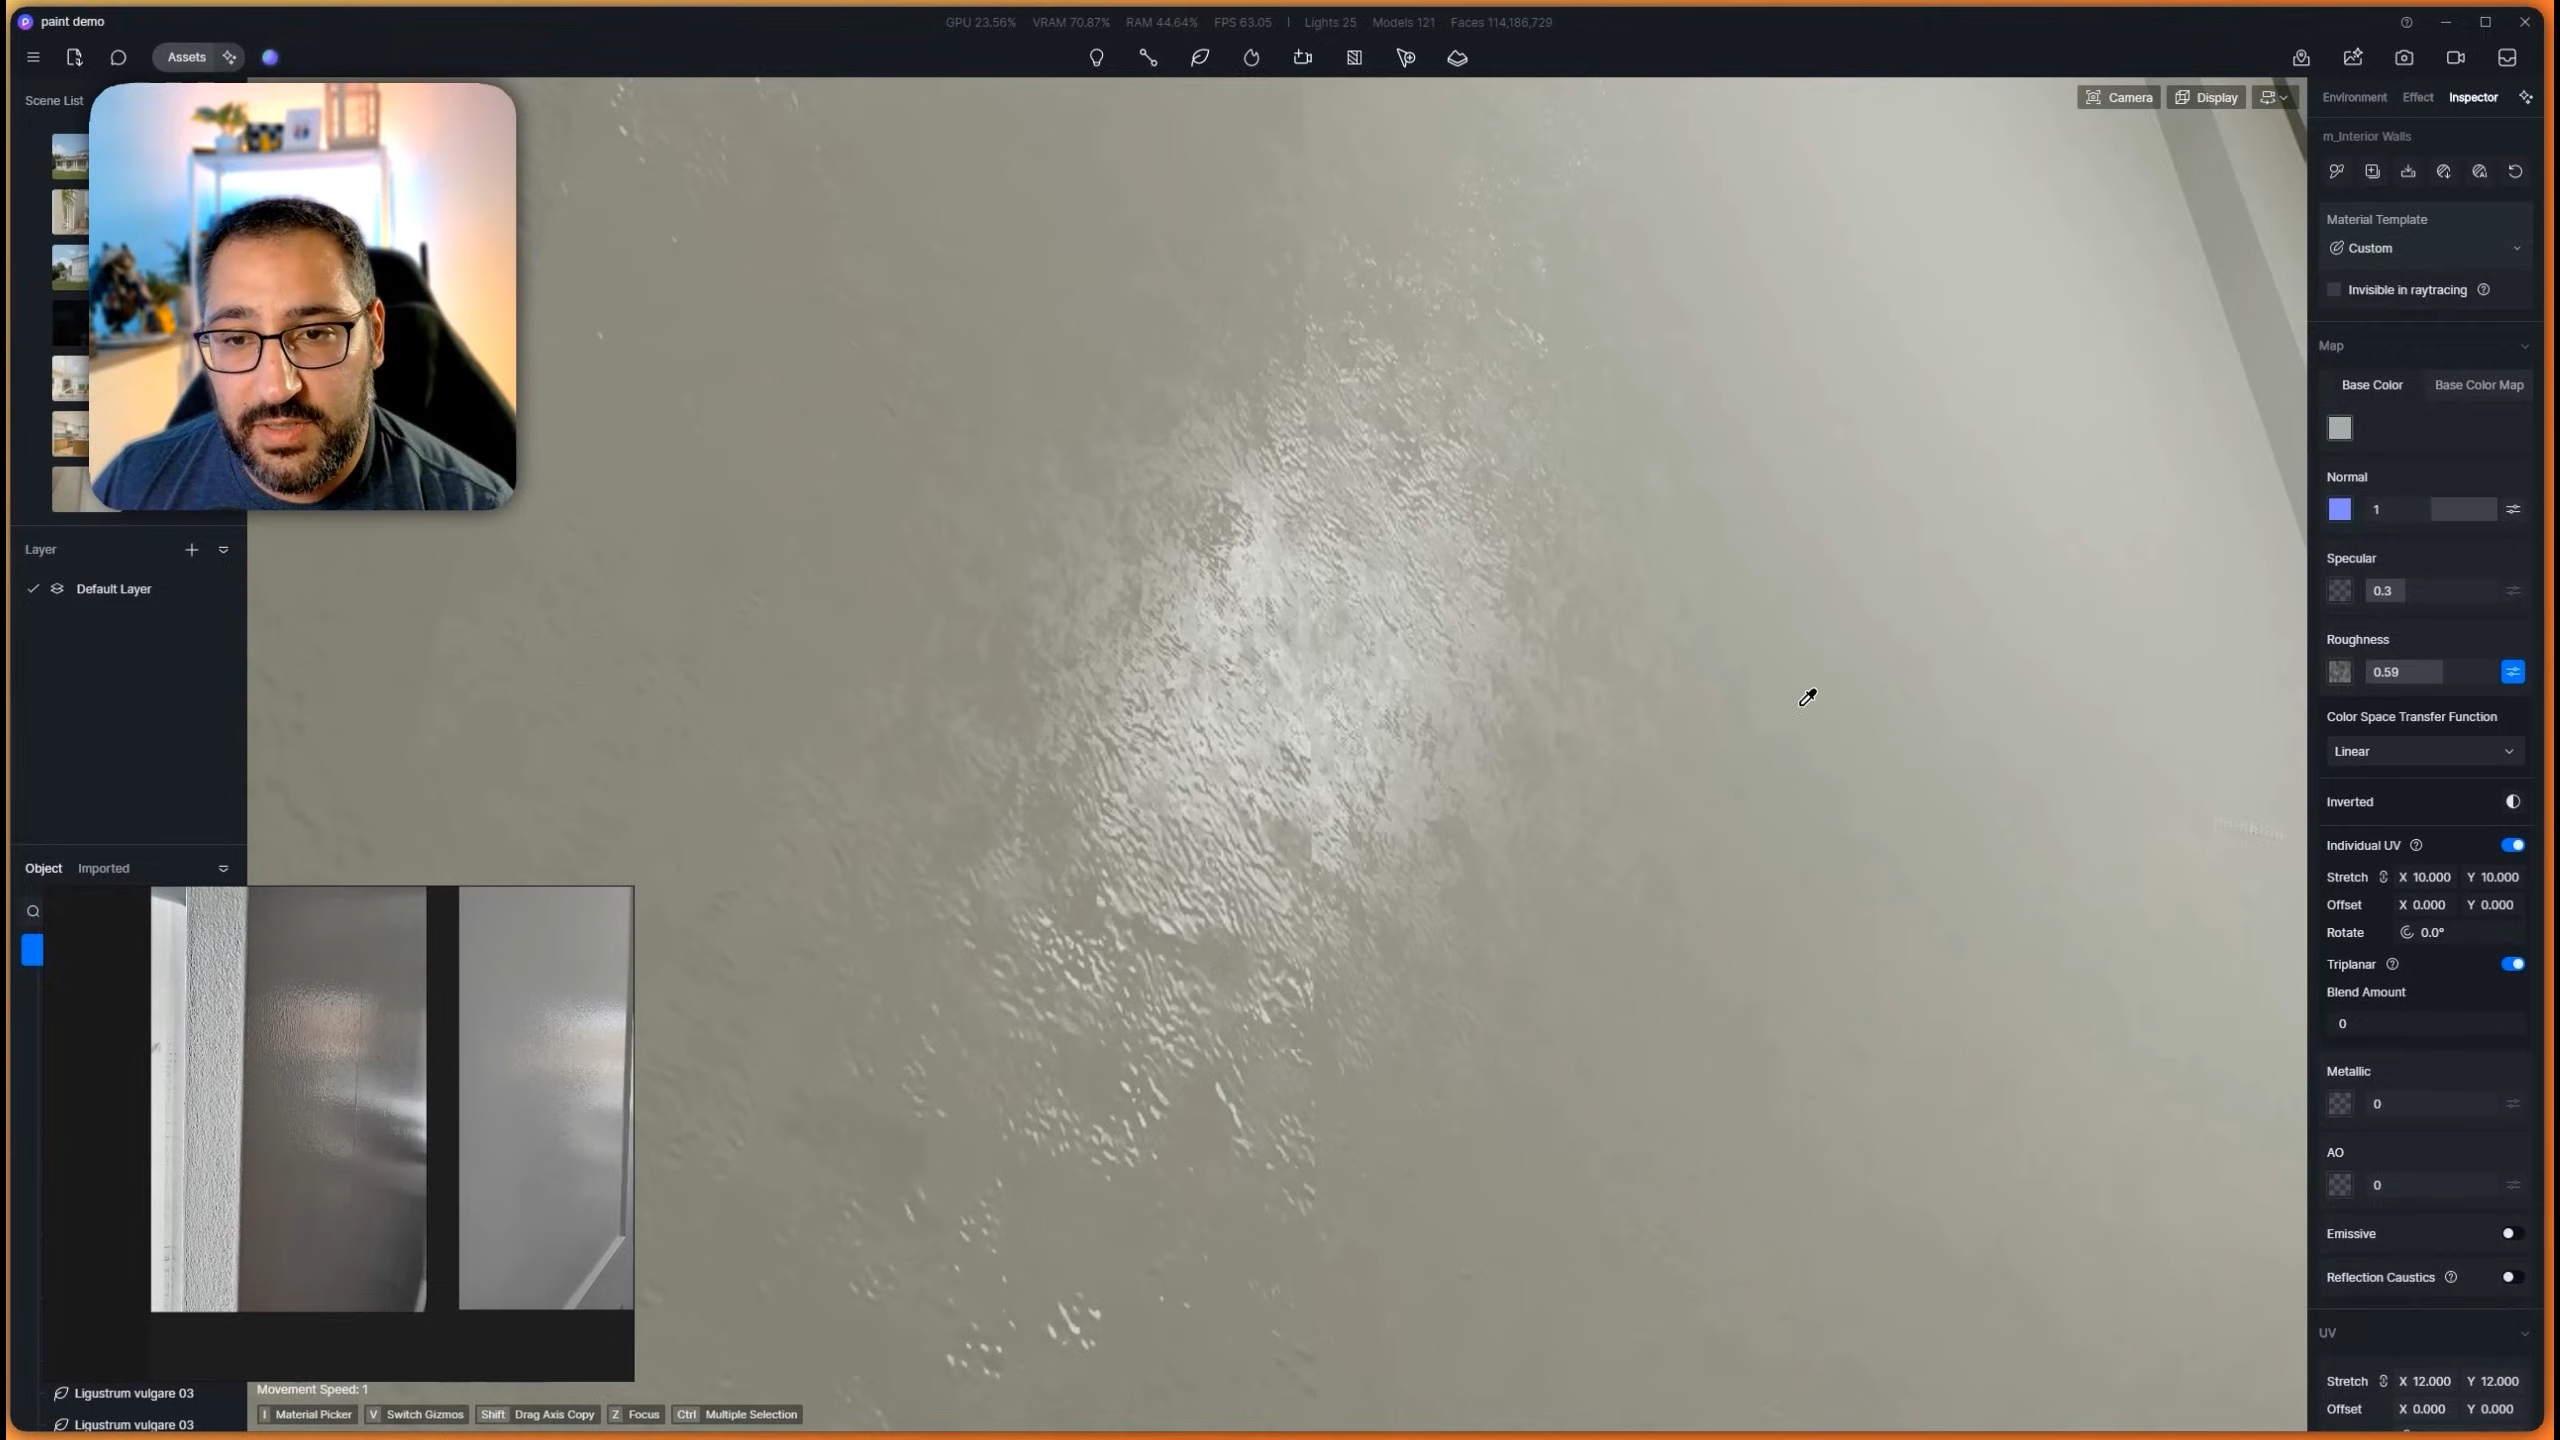 paint demo
GPU 23.56% VRAM 70.87% RAM 44.64% FPS 63.05 | Lights 25 Models 121 Faces 114,186,729
Assets
Scene List
Camera Display
Environment Effect Inspector
m_Interior Walls
Material Template
Custom
Invisible in raytracing
Map
Base Color Base Color Map
Normal
1
Specular
0.3
Roughness
0.59
Color Space Transfer Function
Linear
Inverted
Individual UV
Stretch X 10.000 Y 10.000
Offset X 0.000 Y 0.000
Rotate 0.0°
Triplanar
Blend Amount
0
Metallic
0
AO
0
Emissive
Reflection Caustics
UV
Stretch X 12.000 Y 12.000
Offset X 0.000 Y 0.000
Layer
Default Layer
Object Imported
Ligustrum vulgare 03
Ligustrum vulgare 03
Movement Speed: 1
I Material Picker V Switch Gizmos Shift Drag Axis Copy Z Focus Ctrl Multiple Selection